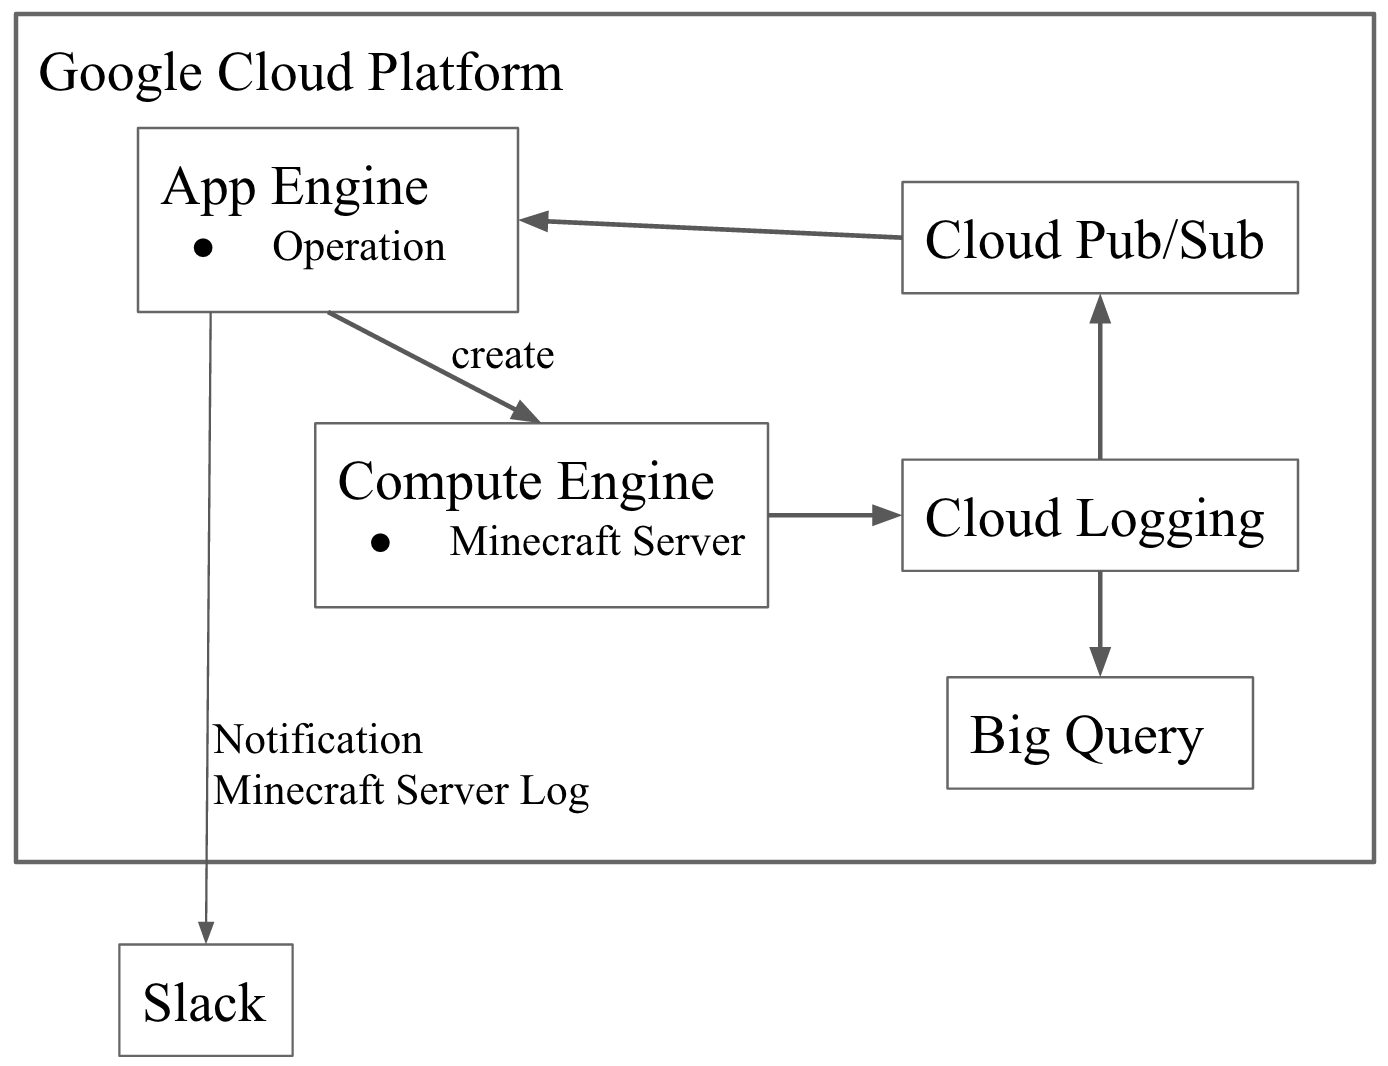 Google Cloud Platform
App Engine
● Operation
Cloud Pub/Sub
create
Compute Engine
● Minecraft Server
Cloud Logging
Big Query
Notification
Minecraft Server Log
Slack